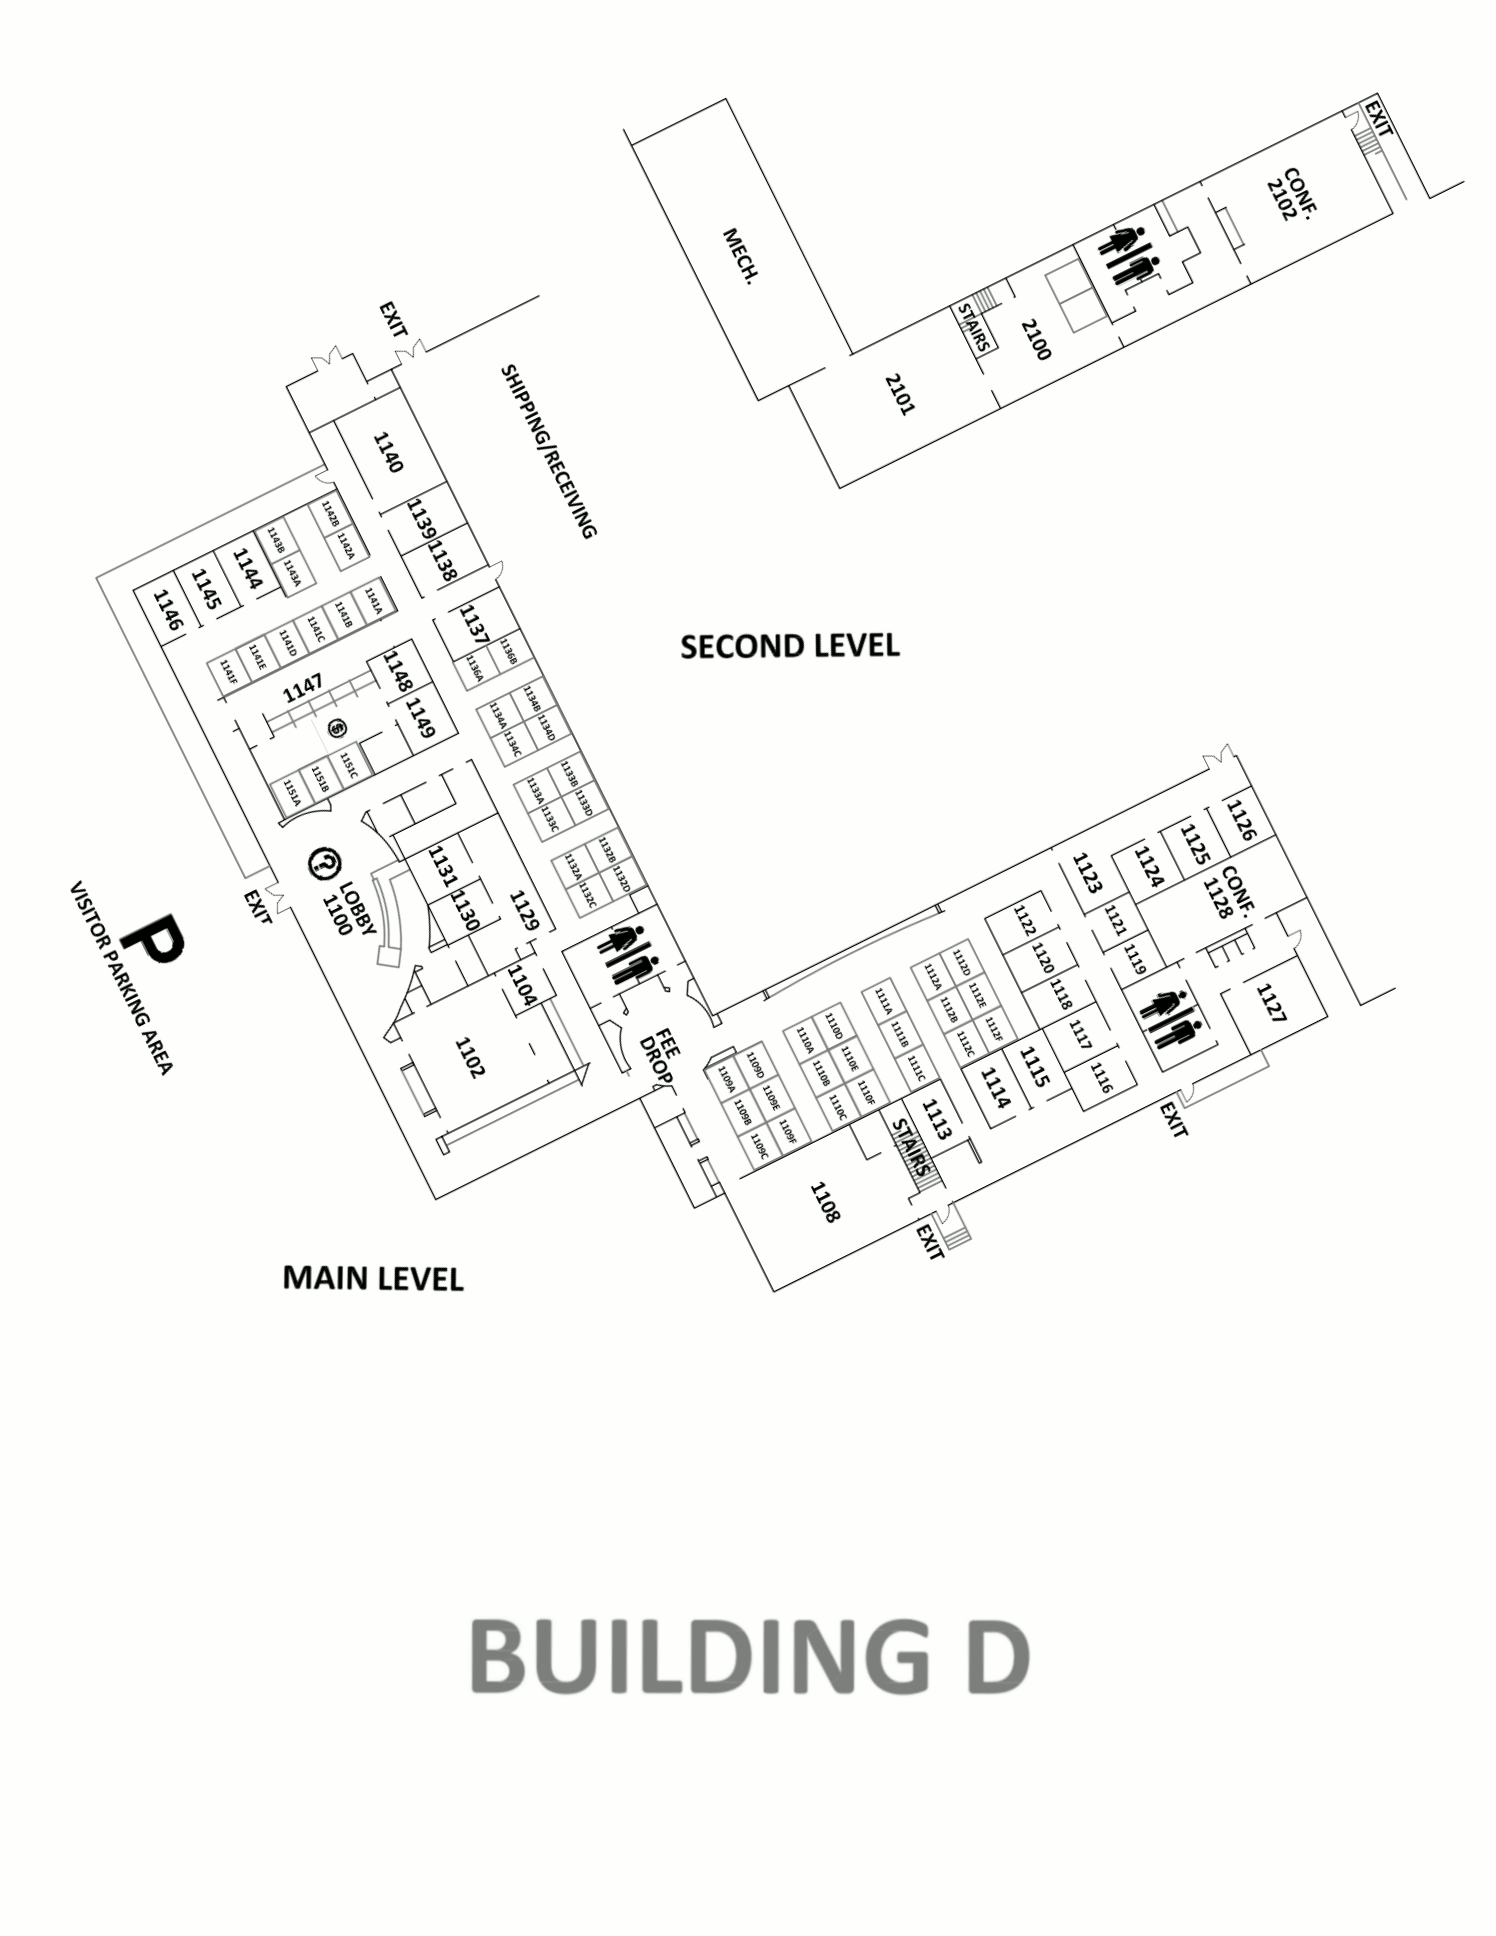 EXIT
CONF.
2102
MECH.
STAIRS
2100
2101
EXIT
SHIPPING/RECEIVING
1140
1139
1138
1142B
1142A
1143B
1143A
1144
1145
1146
1141A
1141B
1141C
1141D
1141E
1141F
1137
1136B
1136A
1147
1148
1149
$
1134B
1134A
1134D
1134C
SECOND LEVEL
1151C
1151B
1151A
1133B
1133A
1133D
1133C
1132B
1132A
1132D
1132C
?
LOBBY
1100
EXIT
P
VISITOR PARKING AREA
1131
1130
1129
1104
1102
FEE
DROP
1126
1125
1124
1123
CONF.
1128
1122
1121
1120
1119
1118
1117
1116
1115
1114
1127
1112D
1112A
1112E
1112B
1112F
1112C
1111A
1111B
1111C
1110D
1110A
1110E
1110B
1110F
1110C
1109D
1109A
1109E
1109B
1109F
1109C
1113
STAIRS
1108
EXIT
EXIT
MAIN LEVEL
BUILDING D